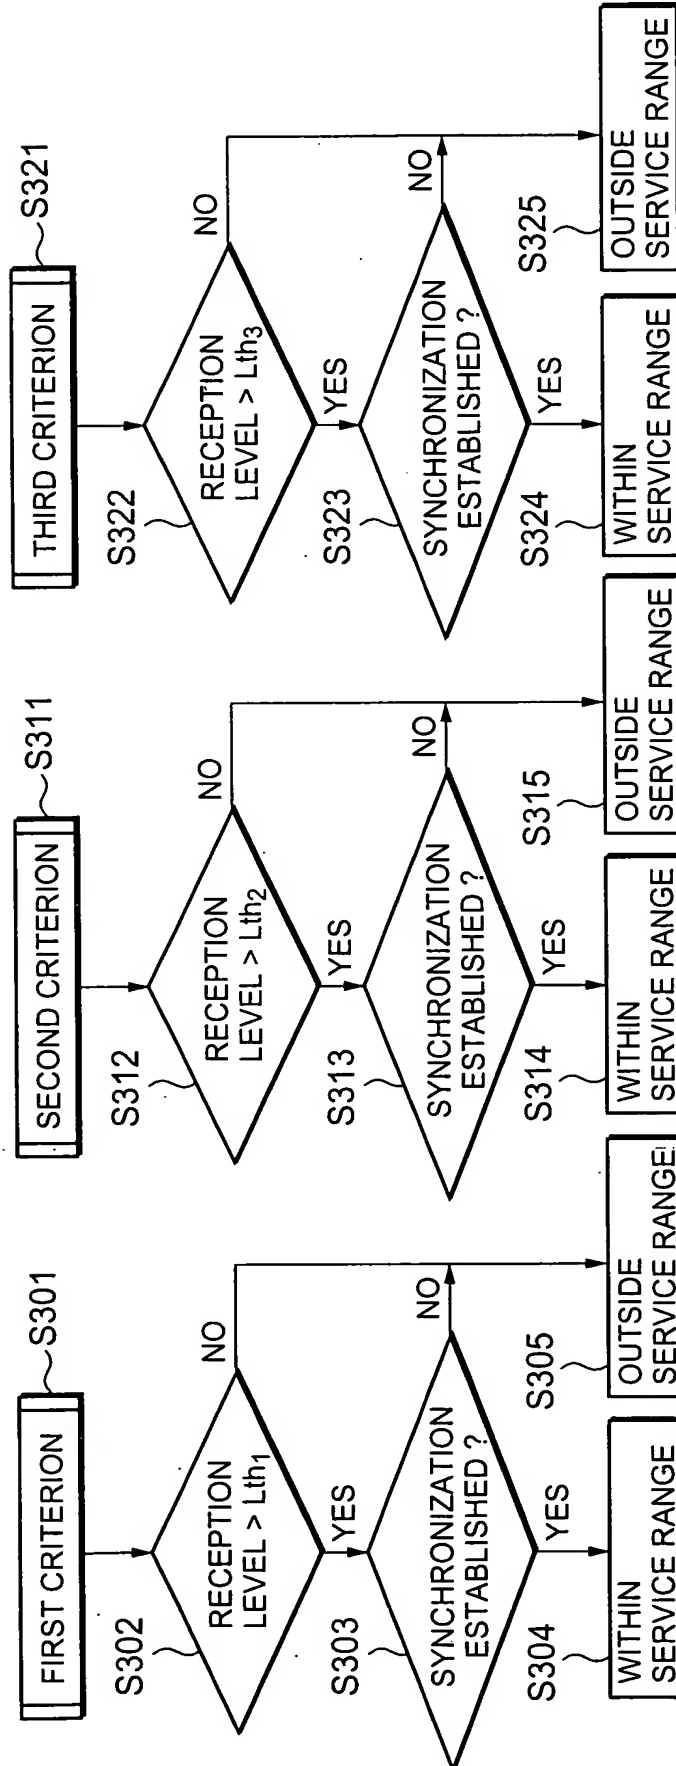 FIRST CRITERION
S301
S302
RECEPTION
LEVEL > Lth1
NO
YES
S303
SYNCHRONIZATION
ESTABLISHED ?
NO
YES
S304
WITHIN
SERVICE RANGE
S305
OUTSIDE
SERVICE RANGE
SECOND CRITERION
S311
S312
RECEPTION
LEVEL > Lth2
NO
YES
S313
SYNCHRONIZATION
ESTABLISHED ?
NO
YES
S314
WITHIN
SERVICE RANGE
S315
OUTSIDE
SERVICE RANGE
THIRD CRITERION
S321
S322
RECEPTION
LEVEL > Lth3
NO
YES
S323
SYNCHRONIZATION
ESTABLISHED ?
NO
YES
S324
WITHIN
SERVICE RANGE
S325
OUTSIDE
SERVICE RANGE